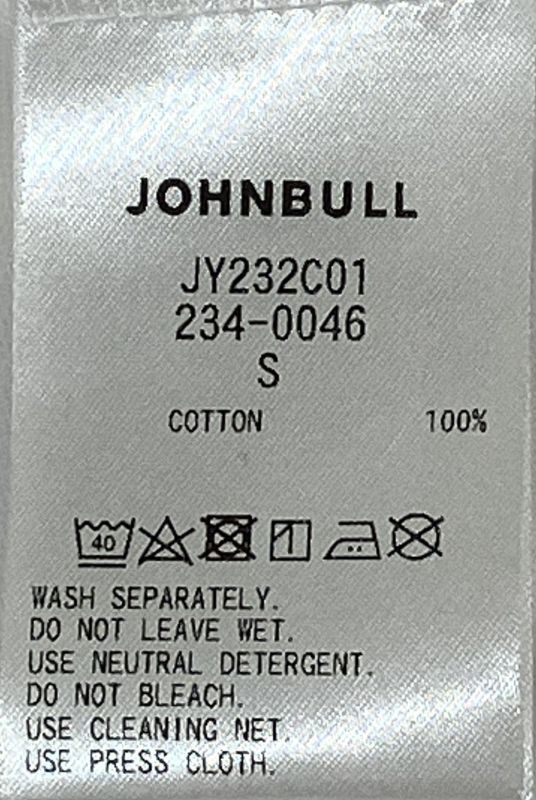 JOHNBULL
JY232C01
234-0046
S
COTTON 100%
40
WASH SEPARATELY.
DO NOT LEAVE WET.
USE NEUTRAL DETERGENT.
DO NOT BLEACH.
USE CLEANING NET.
USE PRESS CLOTH.